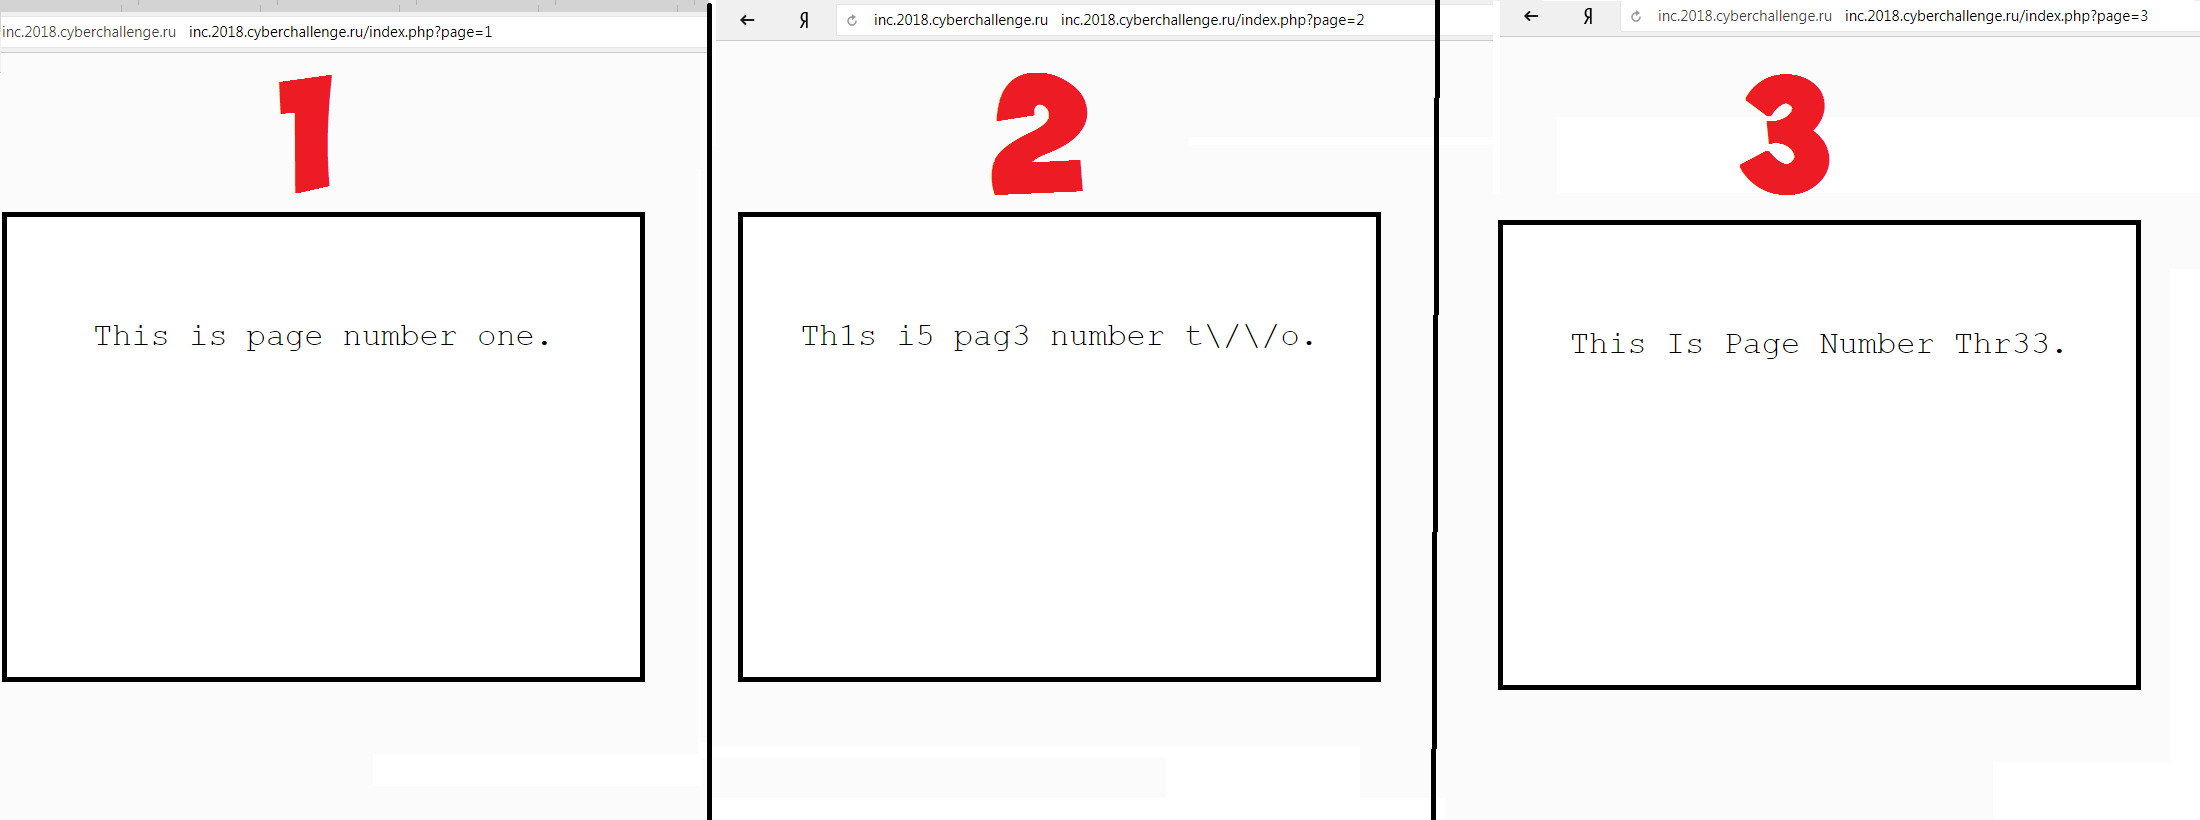 inc.2018.cyberchallenge.ru inc.2018.cyberchallenge.ru/index.php?page=1
1
This is page number one.
Я inc.2018.cyberchallenge.ru inc.2018.cyberchallenge.ru/index.php?page=2
2
Th1s i5 pag3 number t\/\/o.
Я inc.2018.cyberchallenge.ru inc.2018.cyberchallenge.ru/index.php?page=3
3
This Is Page Number Thr33.